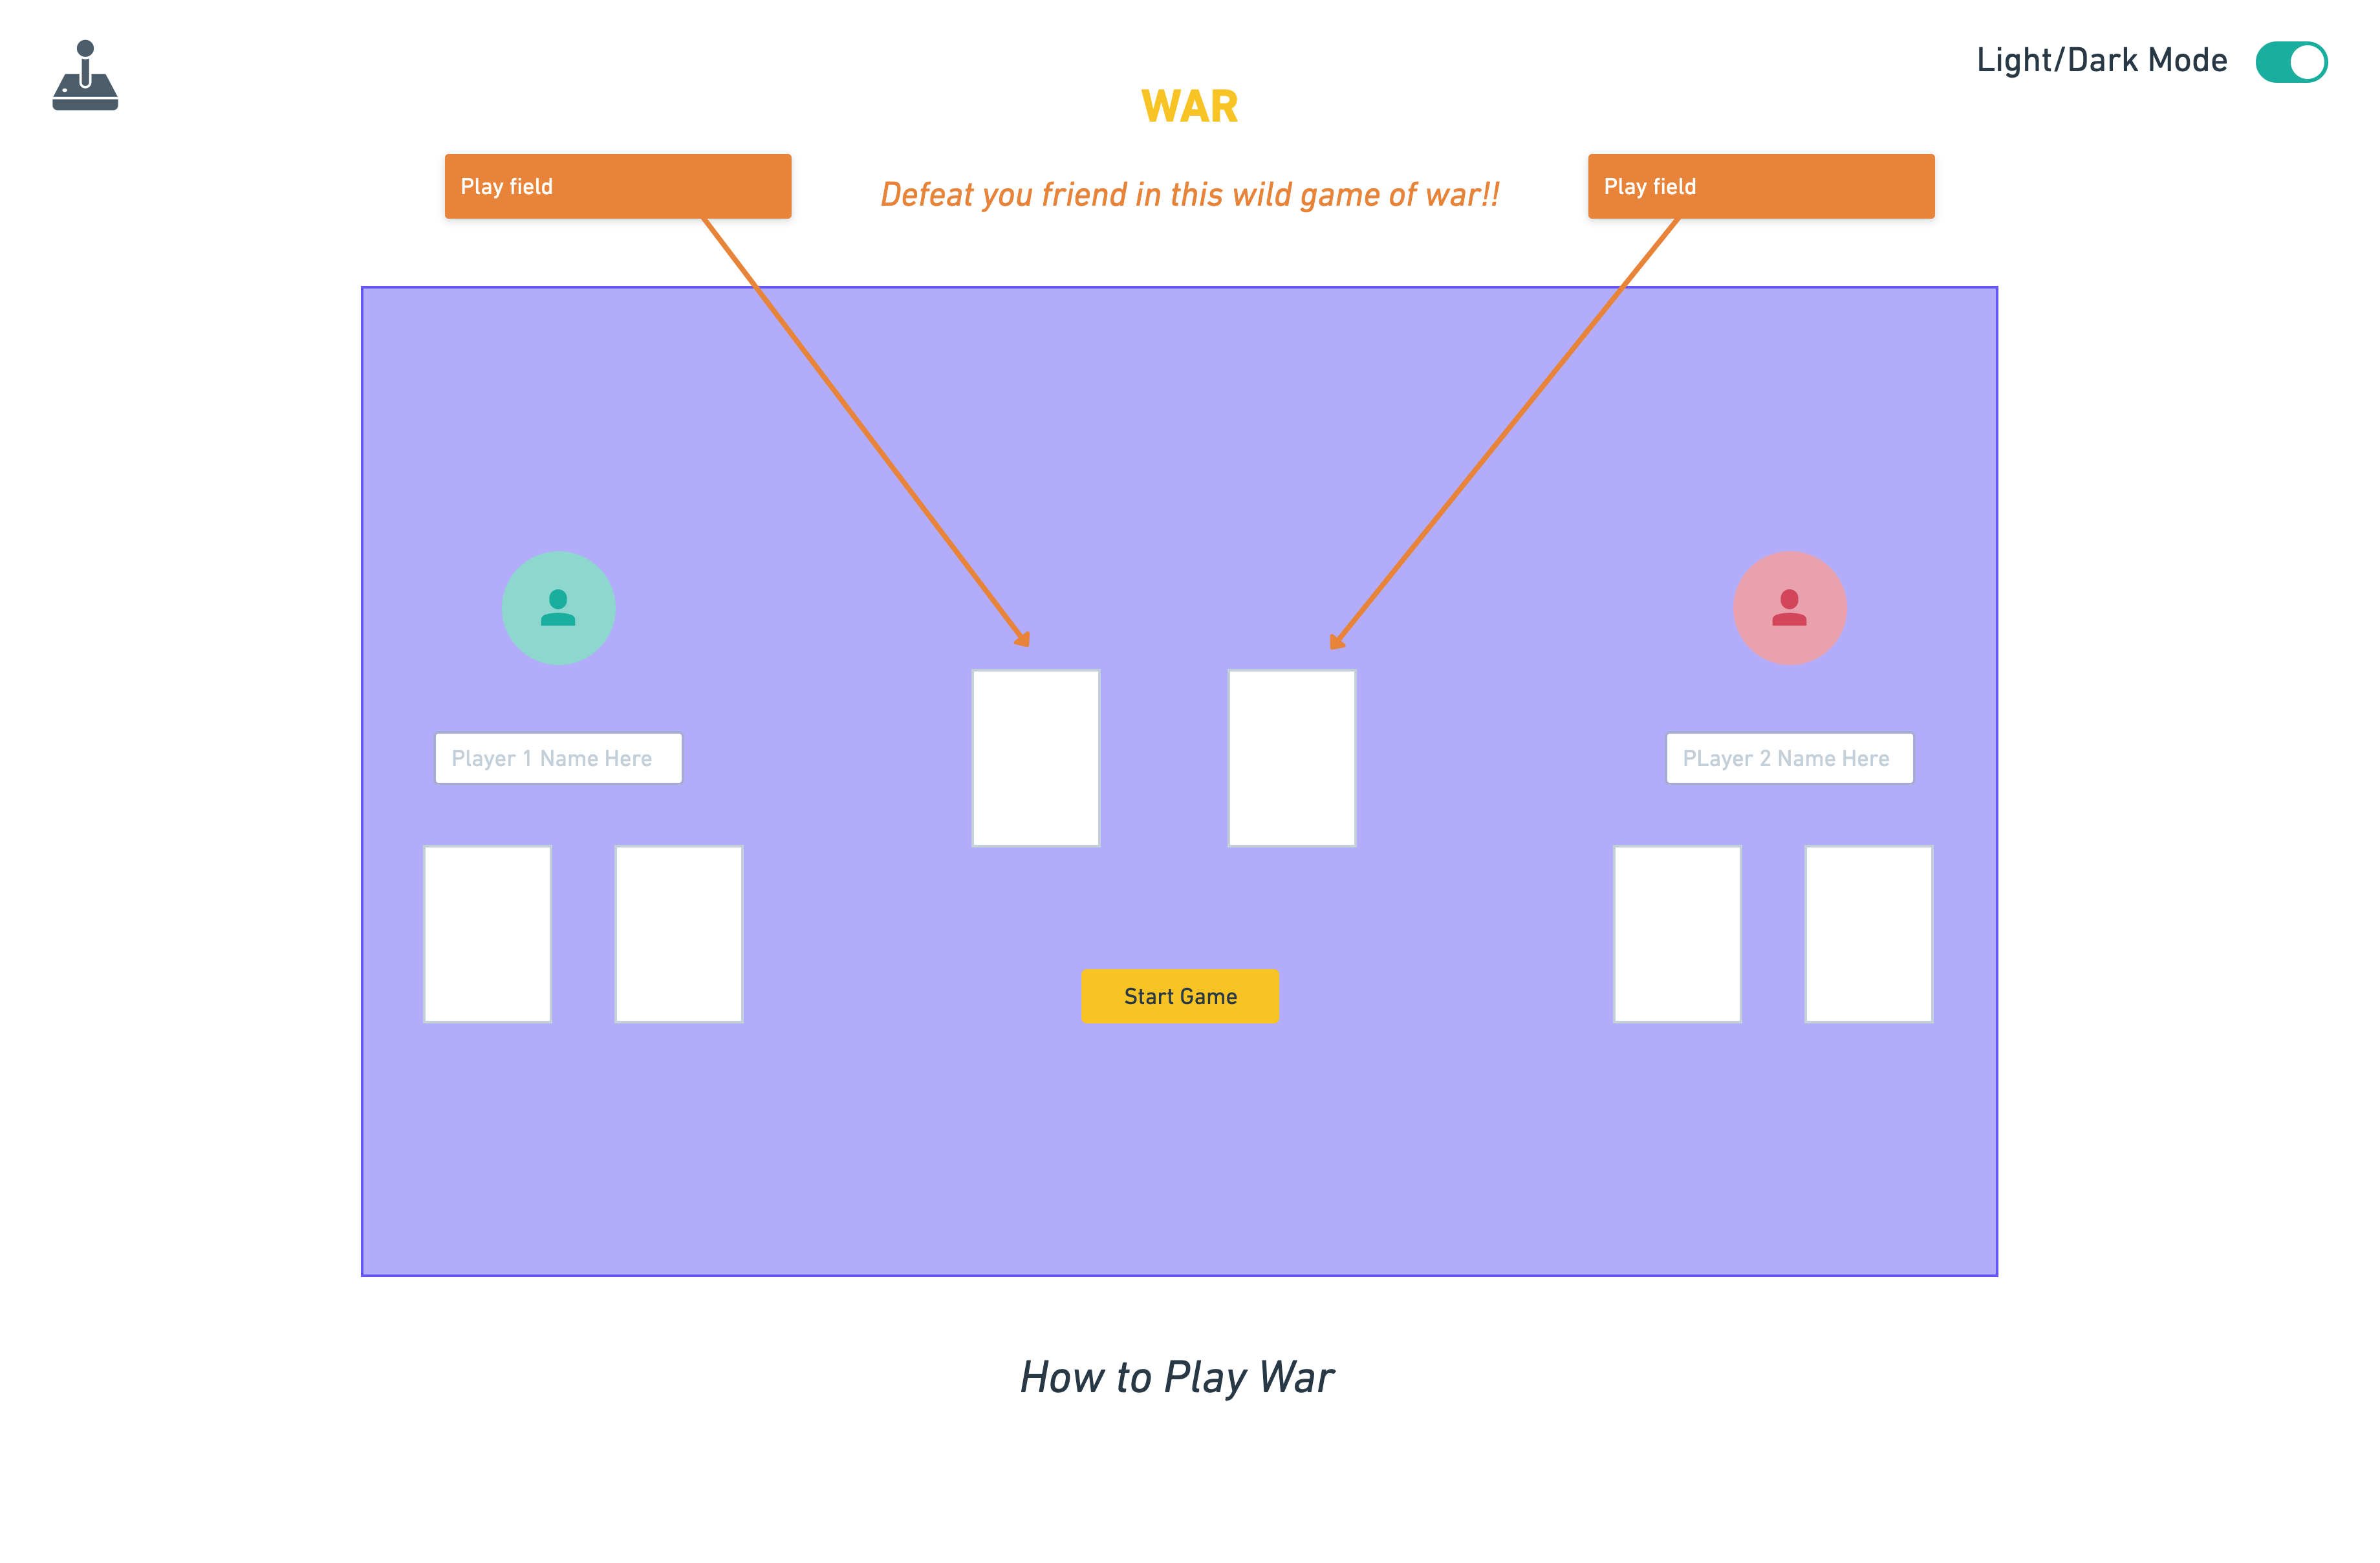 Light/Dark Mode
WAR
Play field
Defeat you friend in this wild game of war!!
Play field
Player 1 Name Here
PLayer 2 Name Here
Start Game
How to Play War